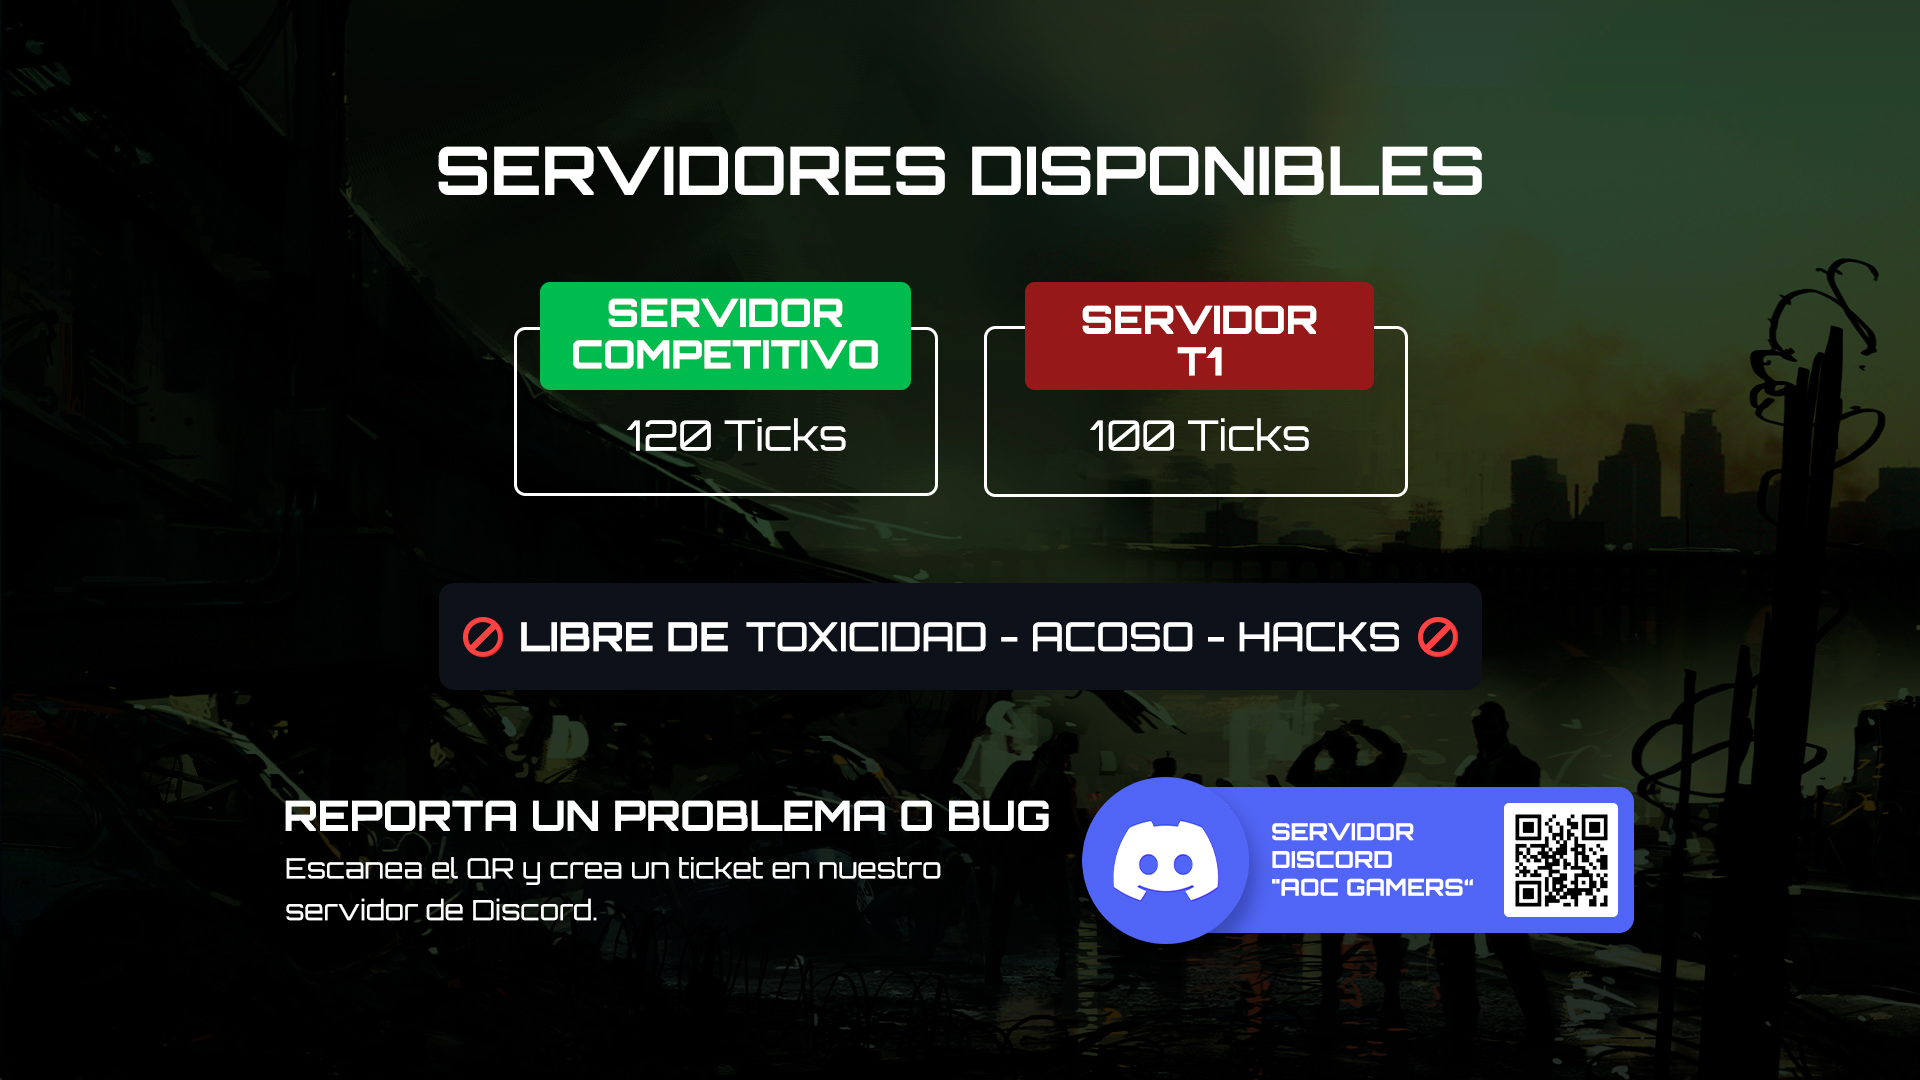 SERVIDORES DISPONIBLES
SERVIDOR
COMPETITIVO
120 Ticks
SERVIDOR
T1
100 Ticks
LIBRE DE TOXICIDAD - ACOSO - HACKS
REPORTA UN PROBLEMA O BUG
Escanea el QR y crea un ticket en nuestro
servidor de Discord.
SERVIDOR
DISCORD
"AOC GAMERS“